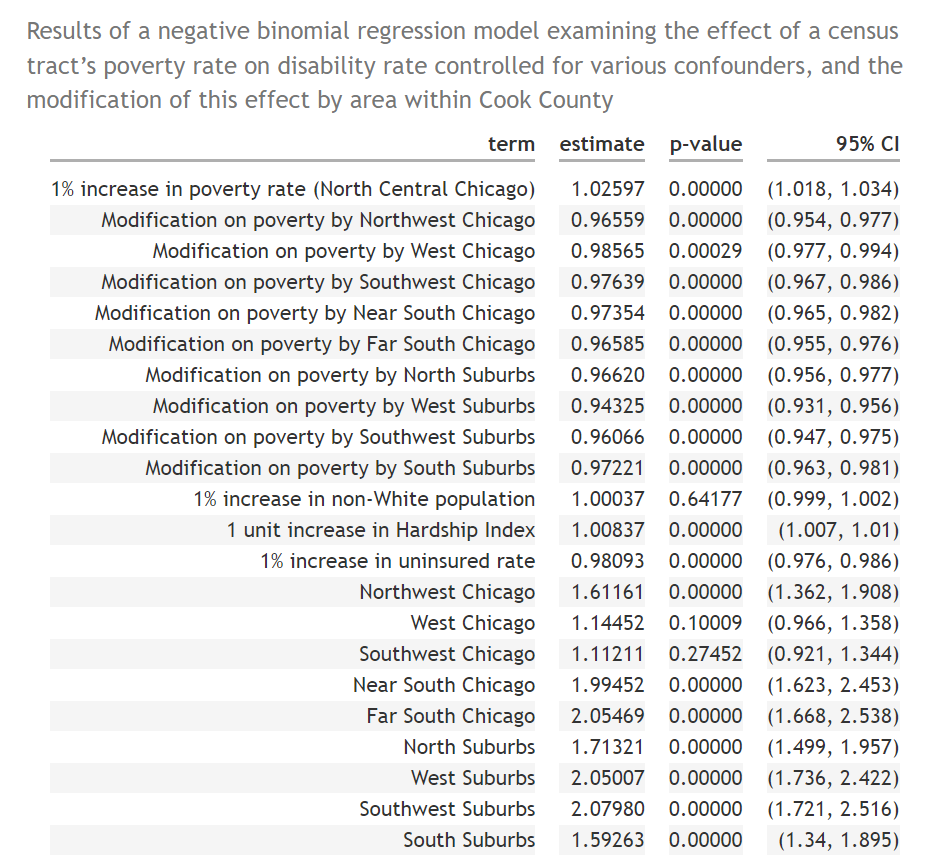 Results of a negative binomial regression model examining the effect of a census
tract’s poverty rate on disability rate controlled for various confounders, and the
modification of this effect by area within Cook County
term estimate p-value 95% CI
1% increase in poverty rate (North Central Chicago) 1.02597 0.00000 (1.018, 1.034)
Modification on poverty by Northwest Chicago 0.96559 0.00000 (0.954, 0.977)
Modification on poverty by West Chicago 0.98565 0.00029 (0.977, 0.994)
Modification on poverty by Southwest Chicago 0.97639 0.00000 (0.967, 0.986)
Modification on poverty by Near South Chicago 0.97354 0.00000 (0.965, 0.982)
Modification on poverty by Far South Chicago 0.96585 0.00000 (0.955, 0.976)
Modification on poverty by North Suburbs 0.96620 0.00000 (0.956, 0.977)
Modification on poverty by West Suburbs 0.94325 0.00000 (0.931, 0.956)
Modification on poverty by Southwest Suburbs 0.96066 0.00000 (0.947, 0.975)
Modification on poverty by South Suburbs 0.97221 0.00000 (0.963, 0.981)
1% increase in non-White population 1.00037 0.64177 (0.999, 1.002)
1 unit increase in Hardship Index 1.00837 0.00000 (1.007, 1.01)
1% increase in uninsured rate 0.98093 0.00000 (0.976, 0.986)
Northwest Chicago 1.61161 0.00000 (1.362, 1.908)
West Chicago 1.14452 0.10009 (0.966, 1.358)
Southwest Chicago 1.11211 0.27452 (0.921, 1.344)
Near South Chicago 1.99452 0.00000 (1.623, 2.453)
Far South Chicago 2.05469 0.00000 (1.668, 2.538)
North Suburbs 1.71321 0.00000 (1.499, 1.957)
West Suburbs 2.05007 0.00000 (1.736, 2.422)
Southwest Suburbs 2.07980 0.00000 (1.721, 2.516)
South Suburbs 1.59263 0.00000 (1.34, 1.895)